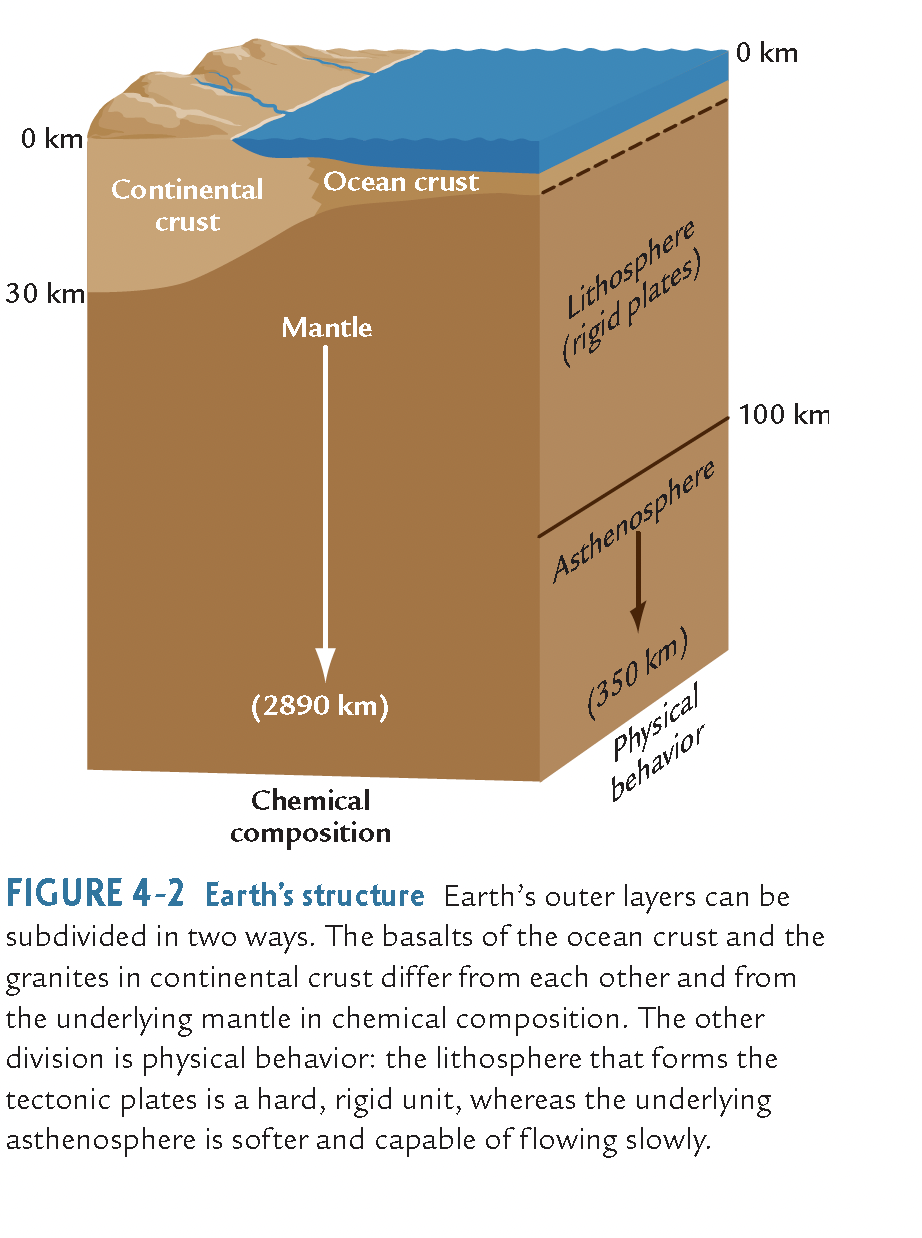 0 km
0 km
Continental
crust
Ocean crust
30 km
Lithosphere
(rigid plates)
Mantle
100 km
Asthenosphere
(350 km)
(2890 km)
Physical
behavior
Chemical
composition
FIGURE 4-2 Earth's structure Earth's outer layers can be
subdivided in two ways. The basalts of the ocean crust and the
granites in continental crust differ from each other and from
the underlying mantle in chemical composition. The other
division is physical behavior: the lithosphere that forms the
tectonic plates is a hard, rigid unit, whereas the underlying
asthenosphere is softer and capable of flowing slowly.